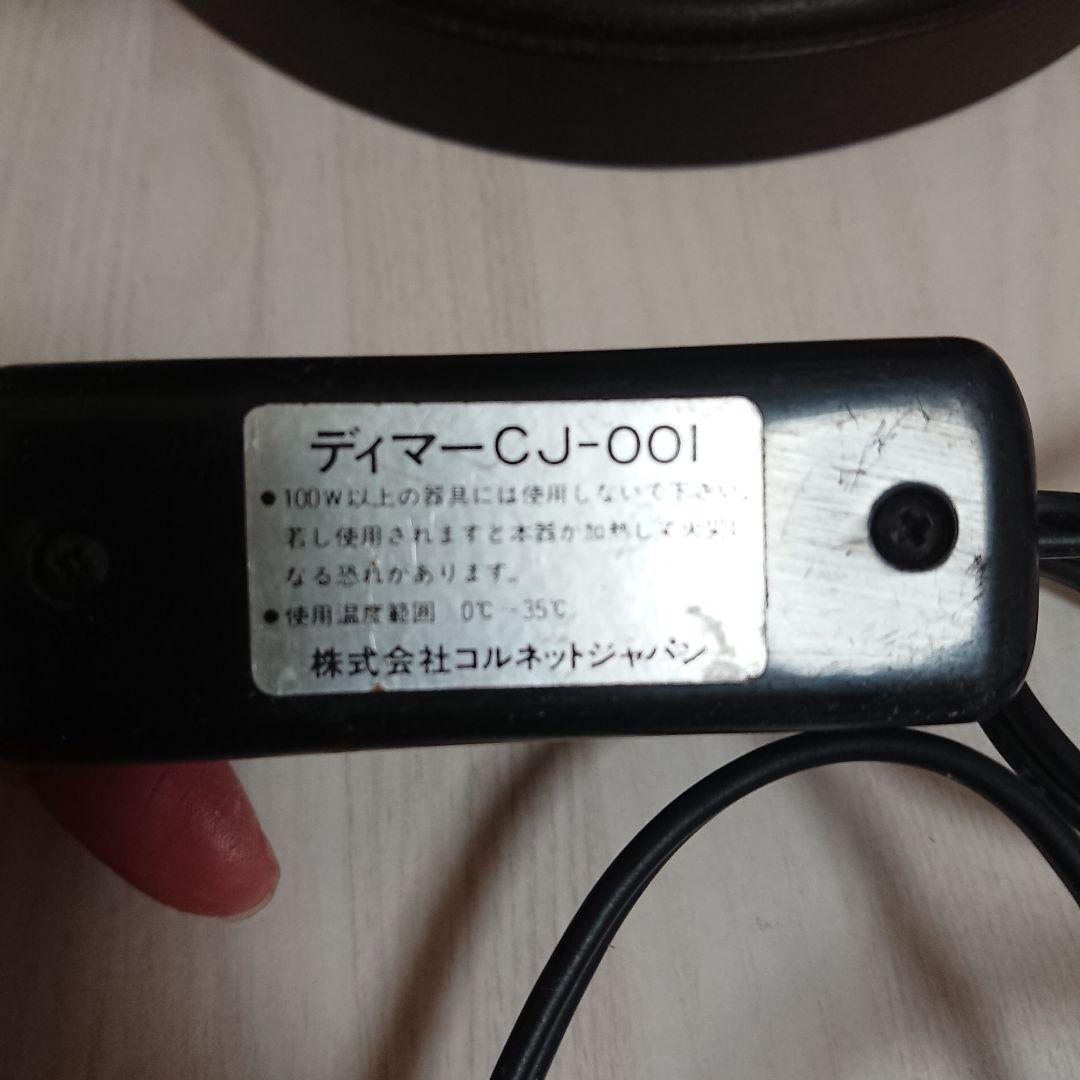 ディマーCJ-001
●100W以上の器具には使用しないで下さい。
若し使用されますと本器が加熱して火災に
なる恐れがあります。
●使用温度範囲 0℃～35℃
株式会社コルネットジャパン